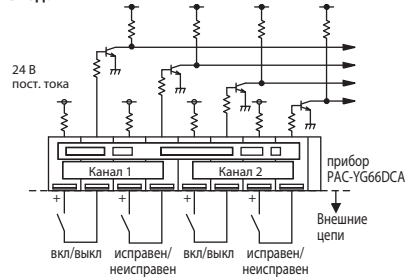 24 В
пост. тока
Канал 1
Канал 2
прибор
PAC-YG66DCA
+
+
+
+
Внешние
цепи
вкл/выкл
исправен/
неисправен
вкл/выкл
исправен/
неисправен